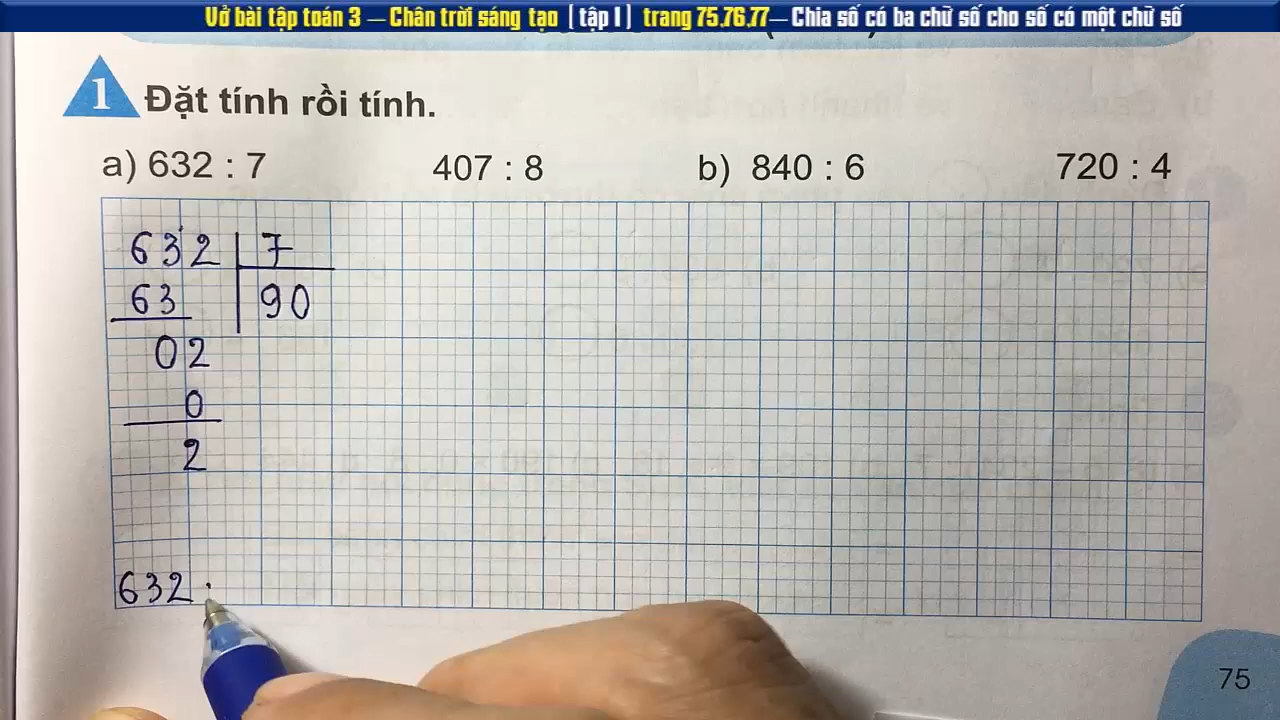 Vở bài tập toán 3 – Chân trời sáng tạo (tập 1) trang 75,76,77– Chia số có ba chữ số cho số có một chữ số
1 Đặt tính rồi tính.
a) 632 : 7 407 : 8 b) 840 : 6 720 : 4
632 7
63 90
02
0
2
632 :
75